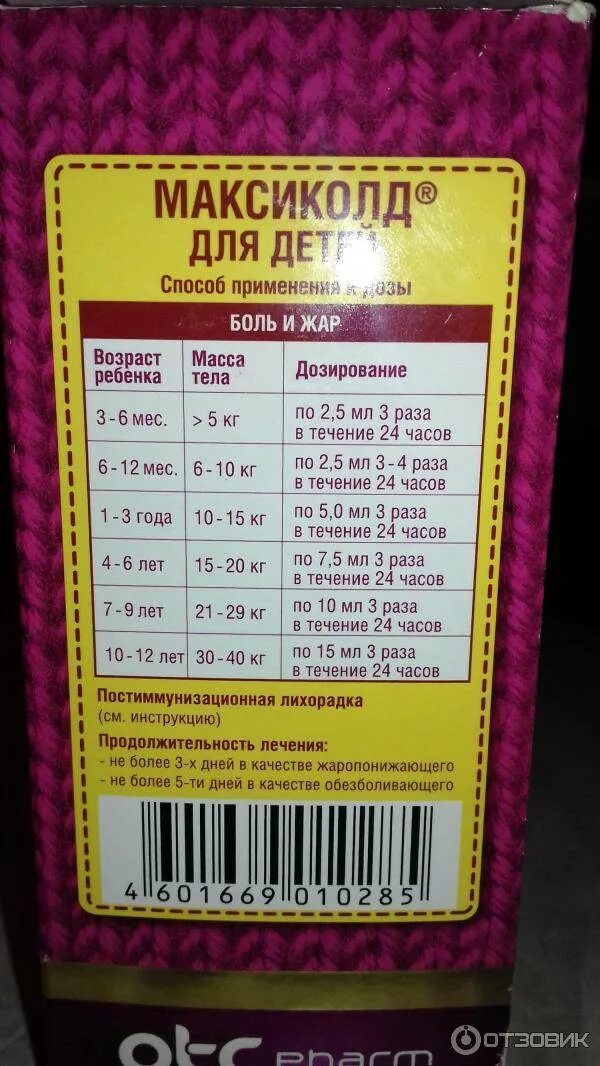 МАКСИКОЛД®
ДЛЯ ДЕТЕЙ
Способ применения и дозы
БОЛЬ И ЖАР
Возраст ребенка Масса тела Дозирование
3-6 мес. > 5 кг по 2,5 мл 3 раза
в течение 24 часов
6-12 мес. 6-10 кг по 2,5 мл 3-4 раза
в течение 24 часов
1-3 года 10-15 кг по 5,0 мл 3 раза
в течение 24 часов
4-6 лет 15-20 кг по 7,5 мл 3 раза
в течение 24 часов
7-9 лет 21-29 кг по 10 мл 3 раза
в течение 24 часов
10-12 лет 30-40 кг по 15 мл 3 раза
в течение 24 часов
Постиммунизационная лихорадка
(см. инструкцию)
Продолжительность лечения:
- не более 3-х дней в качестве жаропонижающего
- не более 5-ти дней в качестве обезболивающего
4 601669 010285
otc pharm
ОТЗОВИК